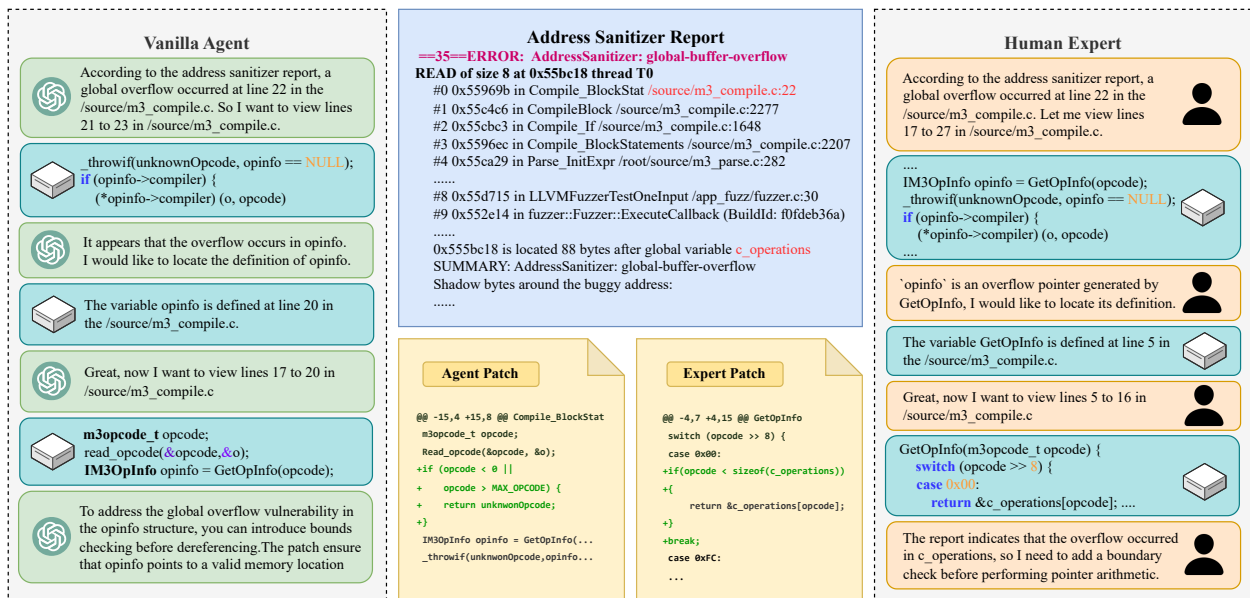 Vanilla Agent
According to the address sanitizer report, a
global overflow occurred at line 22 in the
/source/m3_compile.c. So I want to view lines
21 to 23 in /source/m3_compile.c.
_throwif(unknownOpcode, opinfo == NULL);
if (opinfo->compiler) {
(*opinfo->compiler) (o, opcode)
It appears that the overflow occurs in opinfo.
I would like to locate the definition of opinfo.
The variable opinfo is defined at line 20 in
the /source/m3_compile.c.
Great, now I want to view lines 17 to 20 in
/source/m3_compile.c
m3opcode_t opcode;
read_opcode(&opcode,&o);
IM3OpInfo opinfo = GetOpInfo(opcode);
To address the global overflow vulnerability in
the opinfo structure, you can introduce bounds
checking before dereferencing.The patch ensure
that opinfo points to a valid memory location
Address Sanitizer Report
==35==ERROR: AddressSanitizer: global-buffer-overflow
READ of size 8 at 0x55bc18 thread T0
#0 0x55969b in Compile_BlockStat /source/m3_compile.c:22
#1 0x55c4c6 in CompileBlock /source/m3_compile.c:2277
#2 0x55cbc3 in Compile_If /source/m3_compile.c:1648
#3 0x5596ec in Compile_BlockStatements /source/m3_compile.c:2207
#4 0x55ca29 in Parse_InitExpr /root/source/m3_parse.c:282
......
#8 0x55d715 in LLVMFuzzerTestOneInput /app_fuzz/fuzzer.c:30
#9 0x552e14 in fuzzer::Fuzzer::ExecuteCallback (BuildId: f0fdeb36a)
......
0x555bc18 is located 88 bytes after global variable c_operations
SUMMARY: AddressSanitizer: global-buffer-overflow
Shadow bytes around the buggy address:
......
Agent Patch
@@ -15,4 +15,8 @@ Compile_BlockStat
m3opcode_t opcode;
Read_opcode(&opcode, &o);
+if (opcode < 0 ||
+ opcode > MAX_OPCODE) {
+ return unknwonOpcode;
+}
IM3OpInfo opinfo = GetOpInfo(...
_throwif(unknwonOpcode,opinfo...
Expert Patch
@@ -4,7 +4,15 @@ GetOpInfo
switch (opcode >> 8) {
case 0x00:
+if(opcode < sizeof(c_operations))
+{
return &c_operations[opcode];
+}
+break;
case 0xFC:
...
Human Expert
According to the address sanitizer report, a
global overflow occurred at line 22 in the
/source/m3_compile.c. Let me view lines
17 to 27 in /source/m3_compile.c.
....
IM3OpInfo opinfo = GetOpInfo(opcode);
_throwif(unknownOpcode, opinfo == NULL);
if (opinfo->compiler) {
(*opinfo->compiler) (o, opcode)
....
`opinfo` is an overflow pointer generated by
GetOpInfo, I would like to locate its definition.
The variable GetOpInfo is defined at line 5 in
the /source/m3_compile.c.
Great, now I want to view lines 5 to 16 in
/source/m3_compile.c
GetOpInfo(m3opcode_t opcode) {
switch (opcode >> 8) {
case 0x00:
return &c_operations[opcode]; ....
The report indicates that the overflow occurred
in c_operations, so I need to add a boundary
check before performing pointer arithmetic.